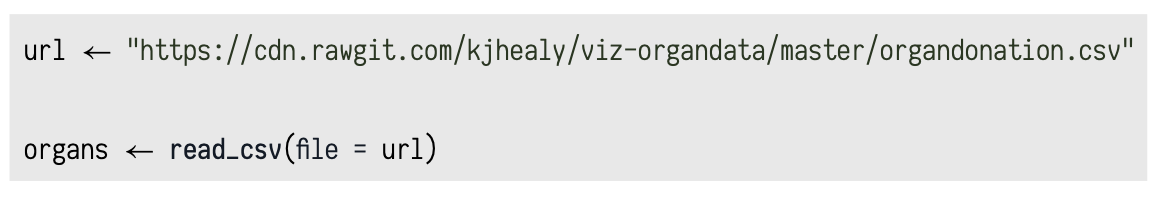 url ← "https://cdn.rawgit.com/kjhealy/viz-organdata/master/organdonation.csv"
organs ← read_csv(file = url)